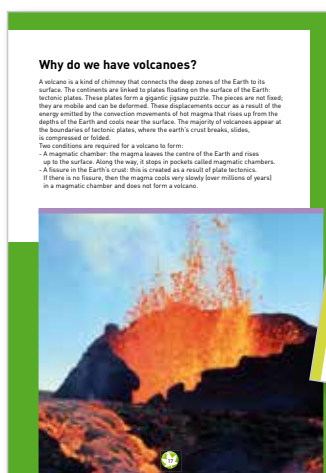 Why do we have volcanoes?
A volcano is a kind of chimney that connects the deep zones of the Earth to its
surface. The continents are linked to plates floating on the surface of the Earth:
tectonic plates. These plates form a gigantic jigsaw puzzle. The pieces are not fixed;
they are mobile and can be deformed. These displacements occur as a result of the
energy emitted by the convection movements of hot magma that rises up from the
depths of the Earth and cools near the surface. The majority of volcanoes appear at
the boundaries of tectonic plates, where the earth's crust breaks, slides,
is compressed or folded.
Two conditions are required for a volcano to form:
- A magmatic chamber: the magma leaves the centre of the Earth and rises
up to the surface. Along the way, it stops in pockets called magmatic chambers.
- A fissure in the Earth's crust: this is created as a result of plate tectonics.
If there is no fissure, then the magma cools very slowly (over millions of years)
in a magmatic chamber and does not form a volcano.
17